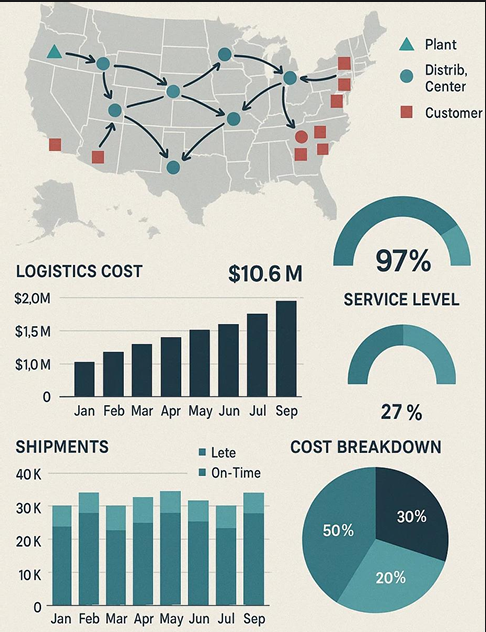 Plant
Distrib,
Center
Customer
97%
SERVICE LEVEL
27 %
LOGISTICS COST
$10.6 M
$2,0M
$1,5 M
$1,0 M
0
Jan Feb Mar Apr May Jun Jul Sep
SHIPMENTS
Lete
On-Time
40 K
30 K
20 K
10 K
0
Jan Feb Mar Apr May Jun Jul Sep
COST BREAKDOWN
50%
30%
20%